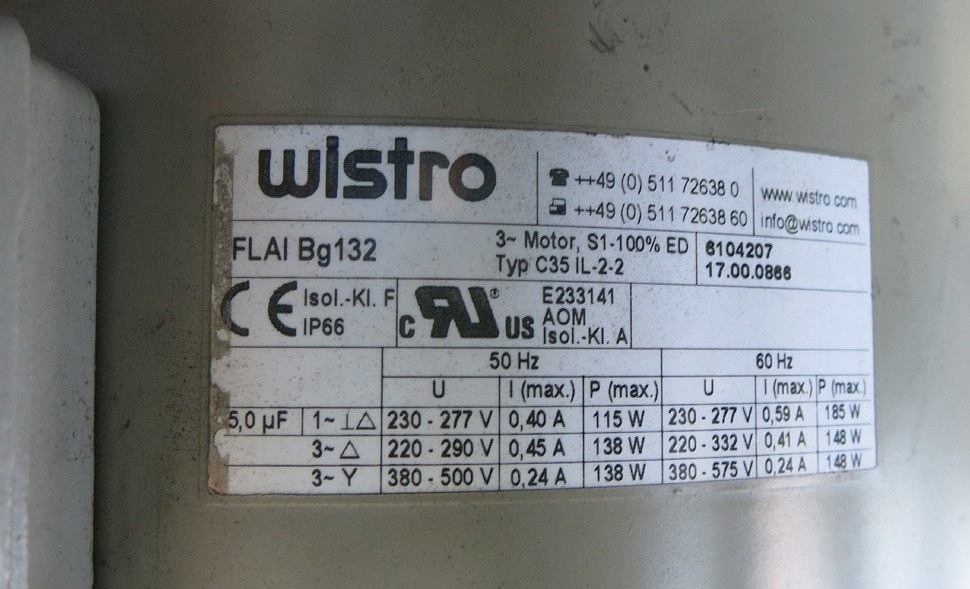 wistro
++49 (0) 511 72638 0
++49 (0) 511 72638 60
www.wistro.com
info@wistro.com
FLAI Bg132
3~ Motor, S1-100% ED
Typ C35 IL-2-2
6104207
17.00.0866
CE Isol.-Kl. F
IP66
c RU® US
E233141
AOM
Isol.-Kl. A
50 Hz 60 Hz
U I (max.) P (max.) U I (max.) P (max.)
5,0 µF 1~ ⊥△ 230 - 277 V 0,40 A 115 W 230 - 277 V 0,59 A 185 W
3~ △ 220 - 290 V 0,45 A 138 W 220 - 332 V 0,41 A 148 W
3~ Y 380 - 500 V 0,24 A 138 W 380 - 575 V 0,24 A 148 W